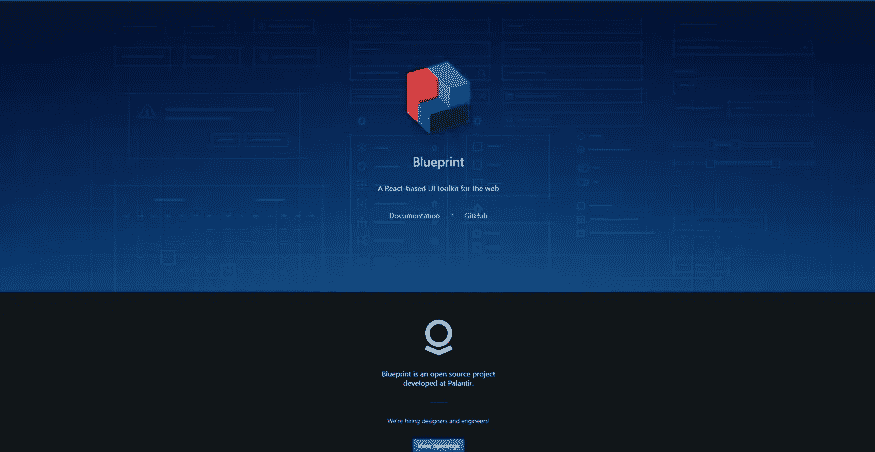 Blueprint
A React-based UI toolkit for the web
Documentation · GitHub
Blueprint is an open source project
developed at Palantir.
We're hiring designers and engineers!
View openings